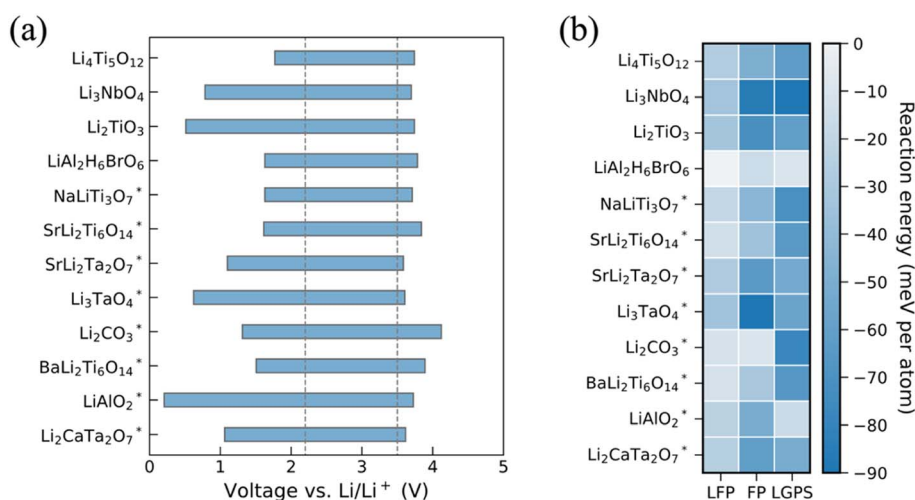 (a)
Li₄Ti₅O₁₂
Li₃NbO₄
Li₂TiO₃
LiAl₂H₆BrO₆
NaLiTi₃O₇*
SrLi₂Ti₆O₁₄*
SrLi₂Ta₂O₇*
Li₃TaO₄*
Li₂CO₃*
BaLi₂Ti₆O₁₄*
LiAlO₂*
Li₂CaTa₂O₇*
0 1 2 3 4 5
Voltage vs. Li/Li⁺ (V)
(b)
Li₄Ti₅O₁₂
Li₃NbO₄
Li₂TiO₃
LiAl₂H₆BrO₆
NaLiTi₃O₇*
SrLi₂Ti₆O₁₄*
SrLi₂Ta₂O₇*
Li₃TaO₄*
Li₂CO₃*
BaLi₂Ti₆O₁₄*
LiAlO₂*
Li₂CaTa₂O₇*
LFP FP LGPS
0
−10
−20
−30
−40
−50
−60
−70
−80
−90
Reaction energy (meV per atom)